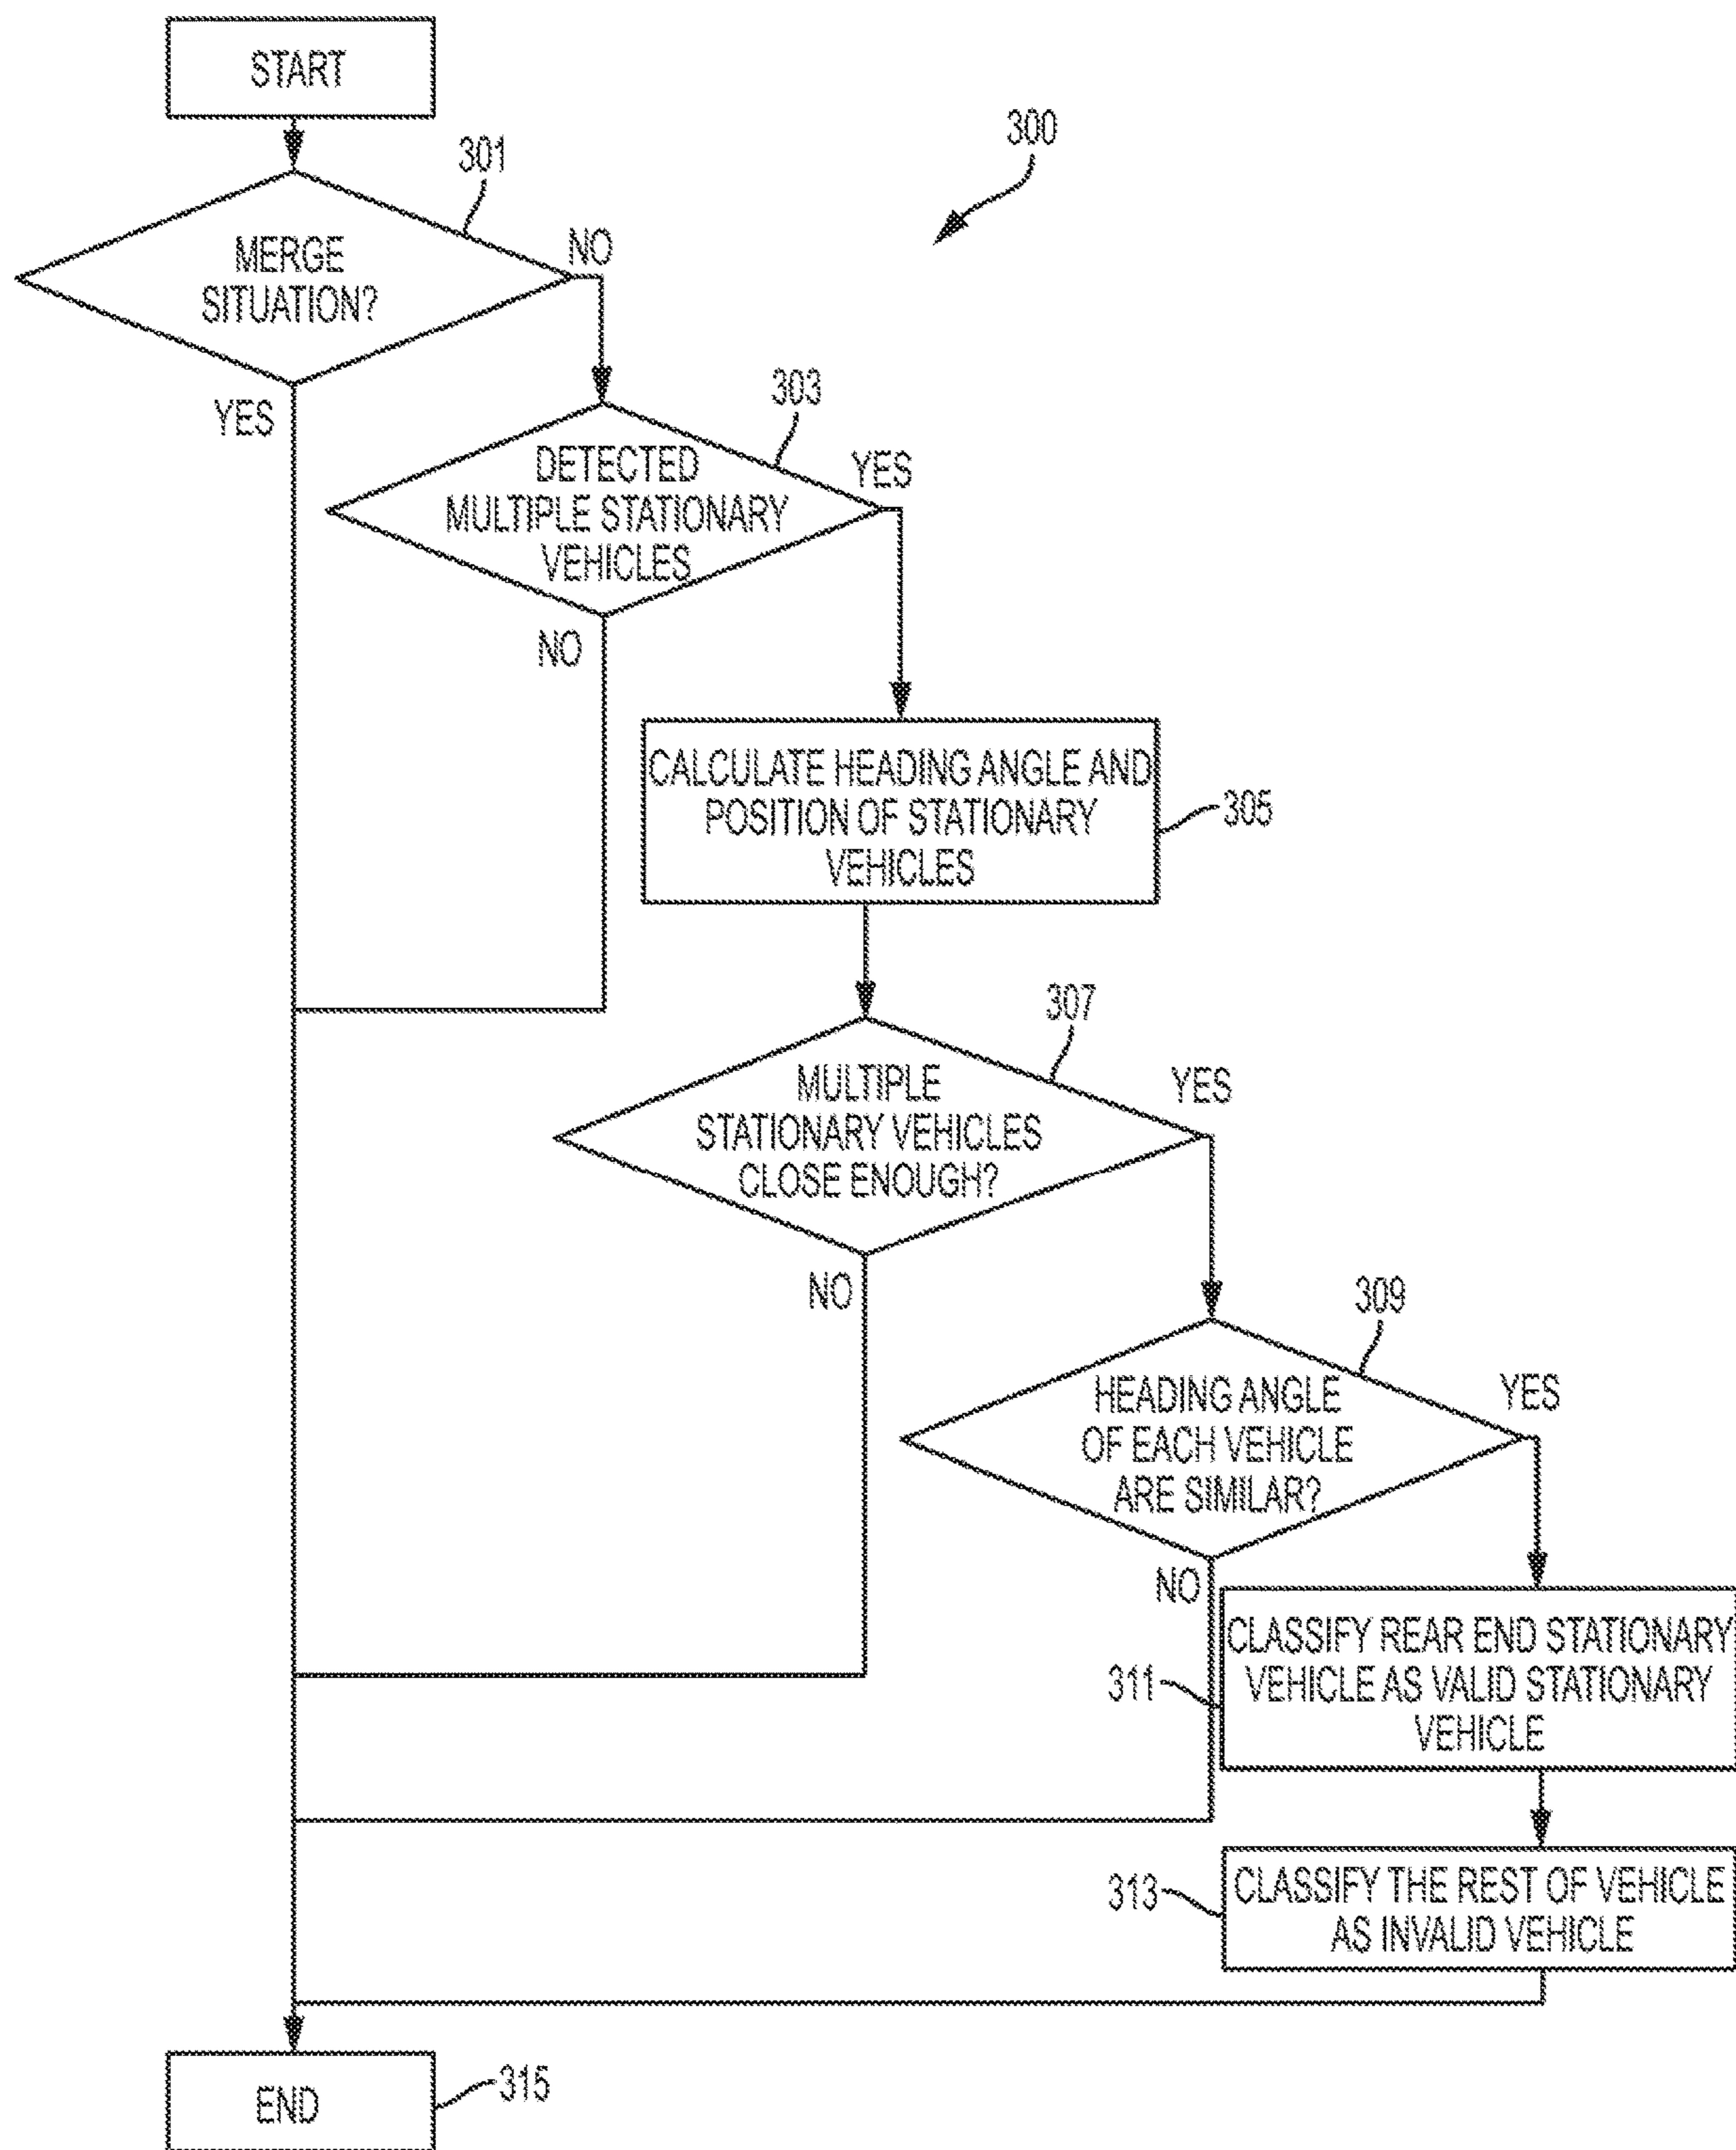 START
300
301
MERGE
SITUATION?
NO
YES
303
DETECTED
MULTIPLE STATIONARY
VEHICLES
YES
NO
CALCULATE HEADING ANGLE AND
POSITION OF STATIONARY
VEHICLES
305
307
MULTIPLE
STATIONARY VEHICLES
CLOSE ENOUGH?
YES
NO
309
HEADING ANGLE
OF EACH VEHICLE
ARE SIMILAR?
YES
NO
311
CLASSIFY REAR END STATIONARY
VEHICLE AS VALID STATIONARY
VEHICLE
313
CLASSIFY THE REST OF VEHICLE
AS INVALID VEHICLE
END
315